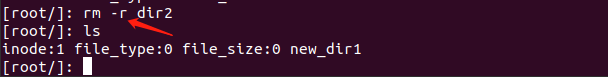 [root/]: rm -r dir2
[root/]: ls
inode:1 file_type:0 file_size:0 new_dir1
[root/]: